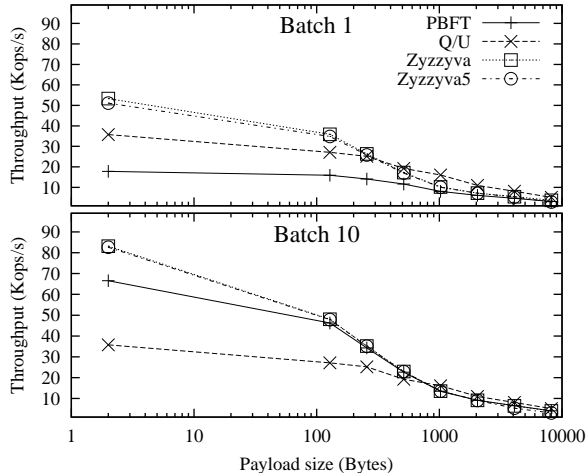 Batch 1
PBFT
Q/U
Zyzzyva
Zyzzyva5
Throughput (Kops/s)
90
80
70
60
50
40
30
20
10
Batch 10
Throughput (Kops/s)
90
80
70
60
50
40
30
20
10
1
10
100
1000
10000
Payload size (Bytes)